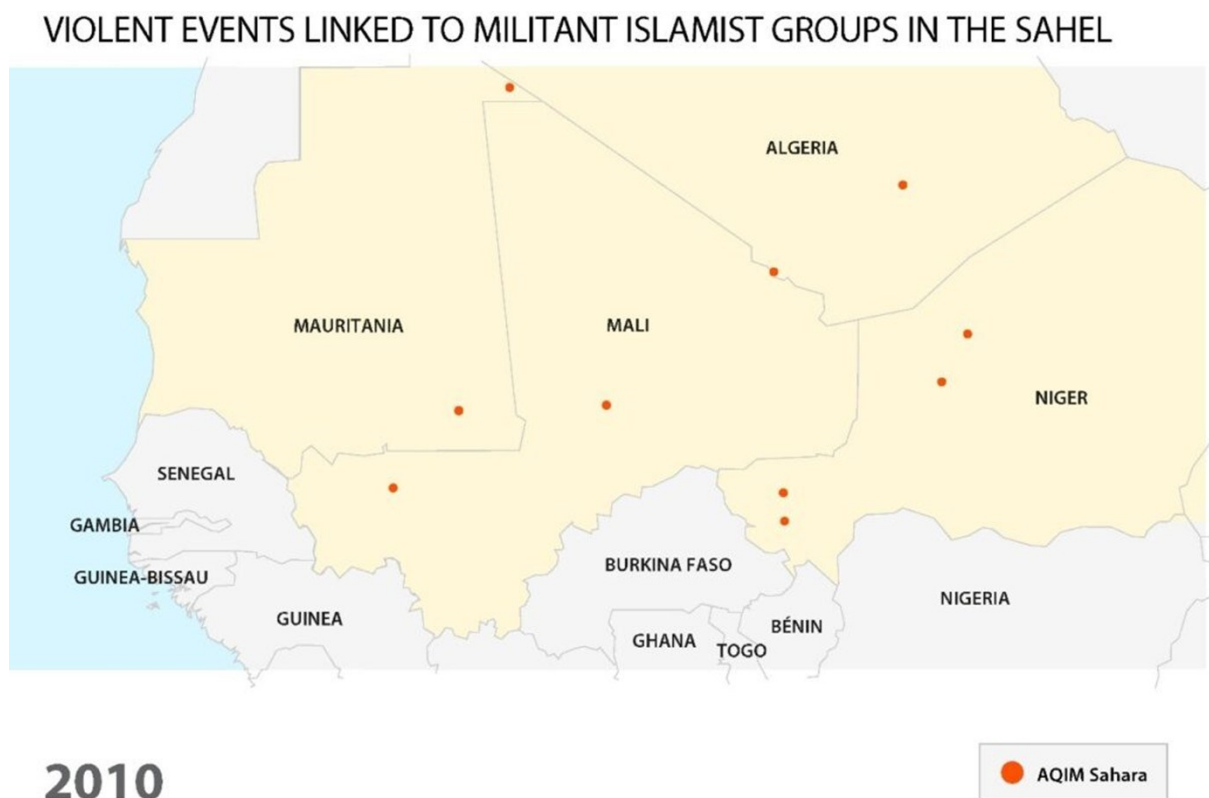 VIOLENT EVENTS LINKED TO MILITANT ISLAMIST GROUPS IN THE SAHEL
ALGERIA
MAURITANIA
MALI
NIGER
SENEGAL
GAMBIA
GUINEA-BISSAU
GUINEA
BURKINA FASO
GHANA
TOGO
BÉNIN
NIGERIA
2010
AQIM Sahara